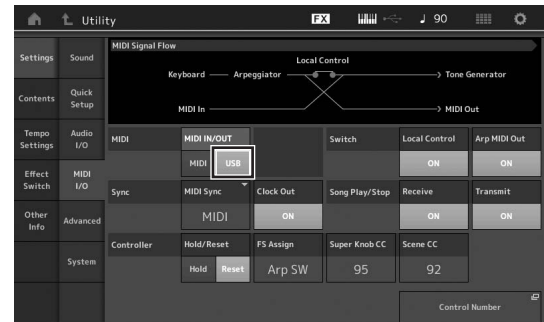 Utility
FX
♩ 90
Settings
Contents
Tempo Settings
Effect Switch
Other Info
Sound
Quick Setup
Audio I/O
MIDI I/O
Advanced
System
MIDI Signal Flow
Local Control
Keyboard
Arpeggiator
Tone Generator
MIDI In
MIDI Out
MIDI
MIDI IN/OUT
Switch
Local Control
Arp MIDI Out
MIDI
USB
ON
ON
Sync
MIDI Sync
Clock Out
Song Play/Stop
Receive
Transmit
MIDI
ON
ON
ON
Controller
Hold/Reset
FS Assign
Super Knob CC
Scene CC
Hold
Reset
Arp SW
95
92
Control Number